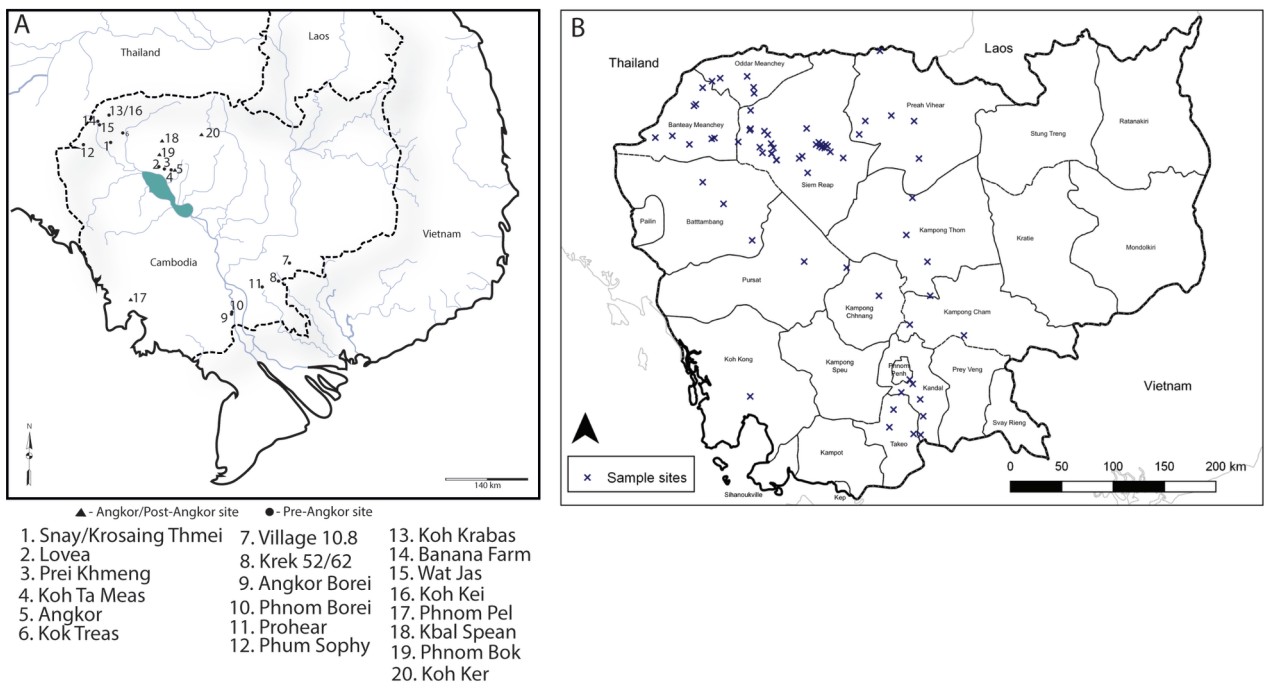 A
Thailand
Laos
13/16
14
15
6
1
12
18
20
19
2 3
5
4
Vietnam
Cambodia
7
8
11
17
10
9
N
140 km
B
Thailand
Laos
Oddar Meanchey
Preah Vihear
Banteay Meanchey
Stung Treng
Ratanakiri
Siem Reap
Pailin
Batttambang
Kampong Thom
Kratie
Mondolkiri
Pursat
Kampong
Chhnang
Kampong Cham
Koh Kong
Kampong
Speu
Phnom
Penh
Prey Veng
Kandal
Vietnam
Svay Rieng
Takeo
Kampot
Sample sites
0 50 100 150 200 km
Sihanoukville
Kep
- Angkor/Post-Angkor site - Pre-Angkor site
1. Snay/Krosaing Thmei
2. Lovea
3. Prei Khmeng
4. Koh Ta Meas
5. Angkor
6. Kok Treas
7. Village 10.8
8. Krek 52/62
9. Angkor Borei
10. Phnom Borei
11. Prohear
12. Phum Sophy
13. Koh Krabas
14. Banana Farm
15. Wat Jas
16. Koh Kei
17. Phnom Pel
18. Kbal Spean
19. Phnom Bok
20. Koh Ker